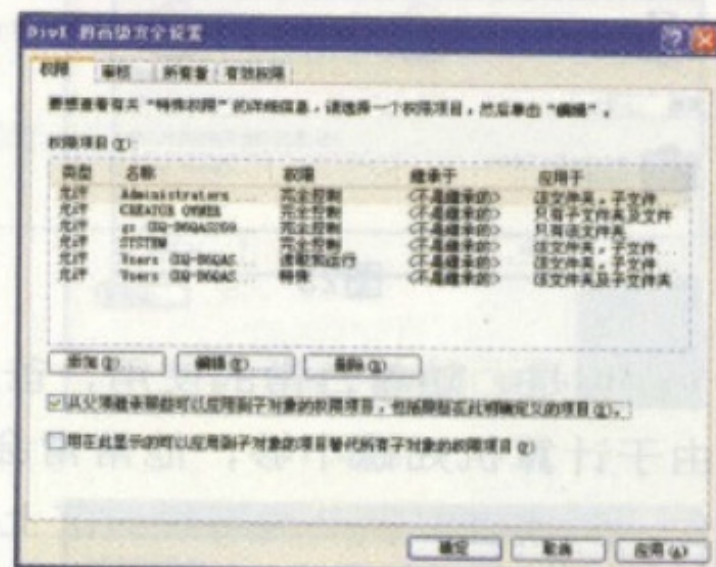 DivX 的高级安全设置
权限 审核 所有者 有效权限
要想查看有关“特殊权限”的详细信息，请选择一个权限项目，然后单击“编辑”。
权限项目(T):
类型 名称 权限 继承于 应用于
允许 Administrators ... 完全控制 <不是继承的> 该文件夹，子文件...
允许 CREATOR OWNER 完全控制 <不是继承的> 只有子文件夹及文件
允许 完全控制 <不是继承的> 只有该文件夹
允许 SYSTEM 完全控制 <不是继承的> 该文件夹，子文件...
允许 Users (GQ-D6QAS... 读取和运行 <不是继承的> 该文件夹，子文件...
允许 Users (GQ-D6QAS... 特殊 <不是继承的> 该文件夹及子文件夹
添加(D)... 编辑(E)... 删除(R)
从父项继承那些可以应用到子对象的权限项目，包括那些在此明确定义的项目(I)。
用在此显示的可以应用到子对象的项目替代所有子对象的权限项目(P)
由于计算机处
确定 取消 应用(A)